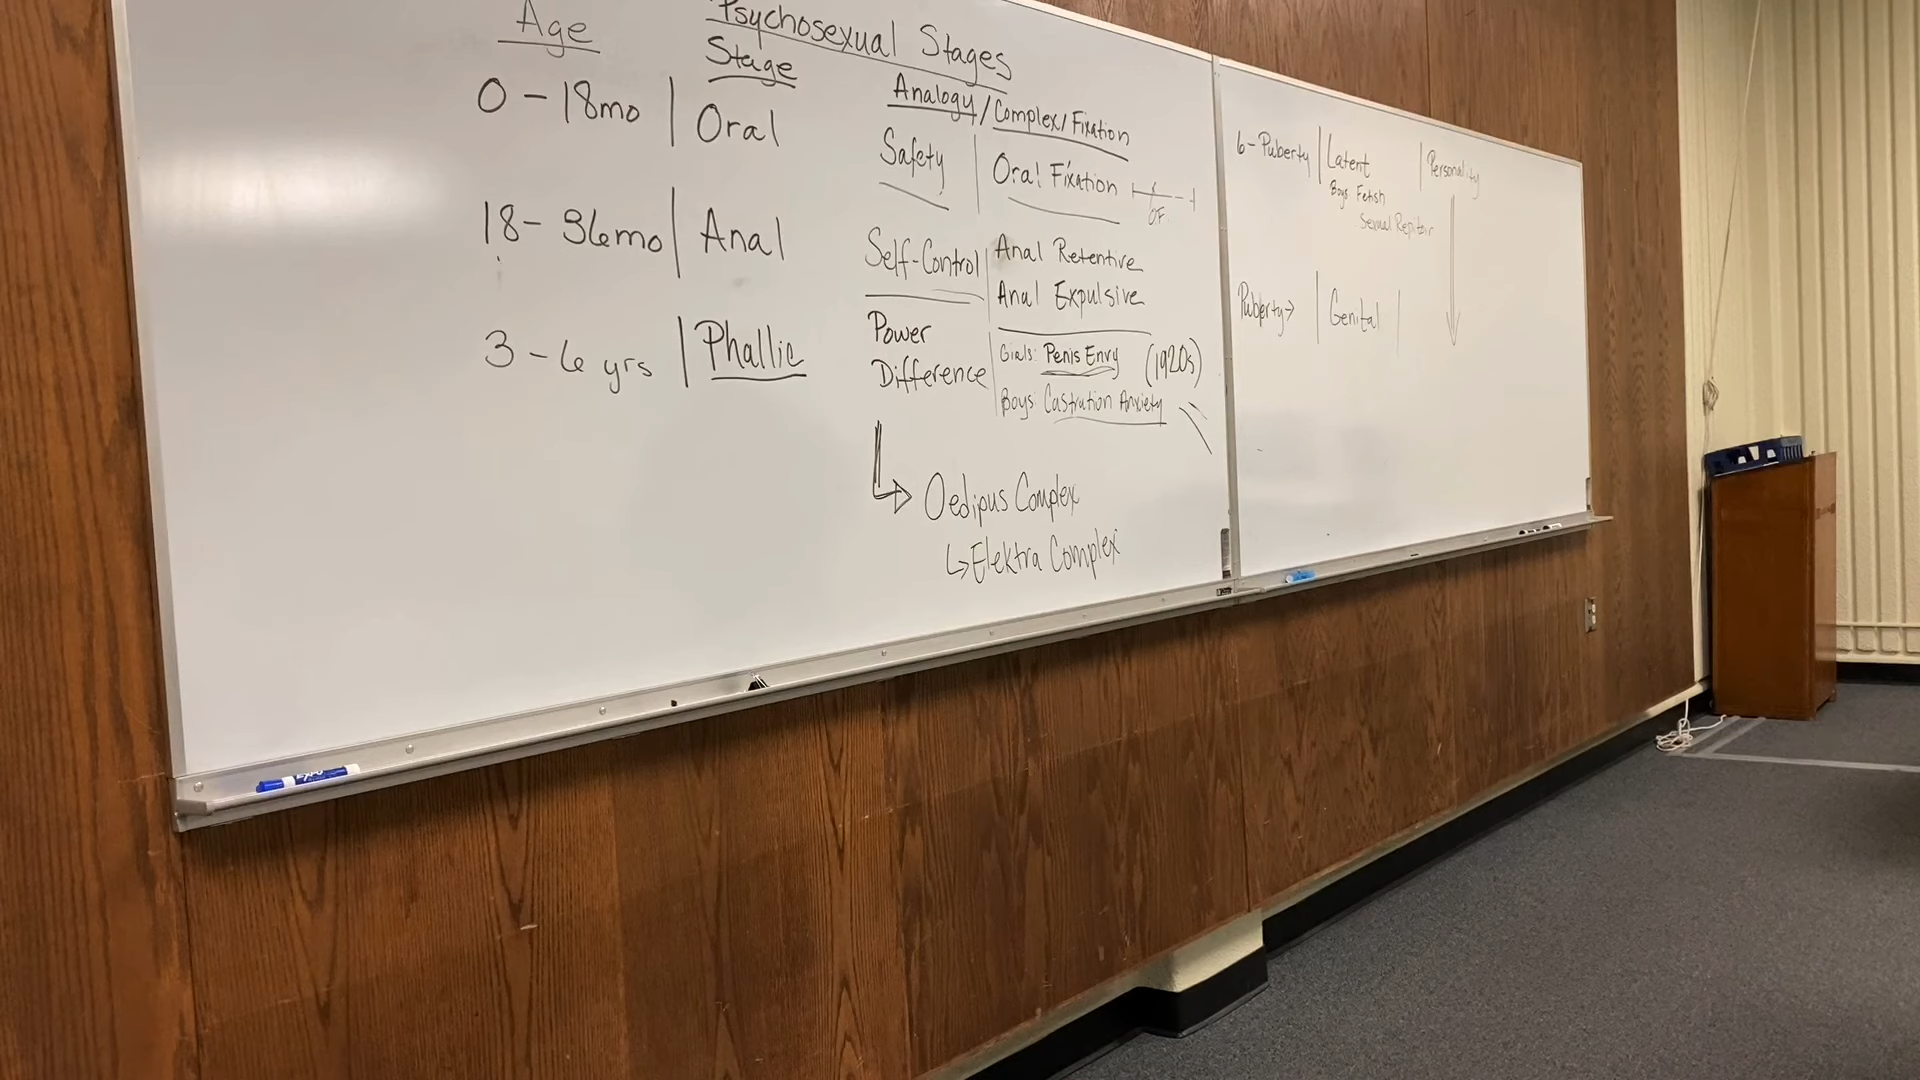 Psychosexual Stages
Age
Stage
Analogy/Complex/Fixation
0-18mo | Oral
Safety | Oral Fixation
OF
18-36mo | Anal
Self-Control | Anal Retentive
Anal Expulsive
3-6 yrs | Phallic
Power
Difference
Girls: Penis Envy (1920s)
Boys Castration Anxiety
Oedipus Complex
Elektra Complex
6-Puberty | Latent | Personality
Boys Fetish
Sexual
Puberty → | Genital |
EXPO